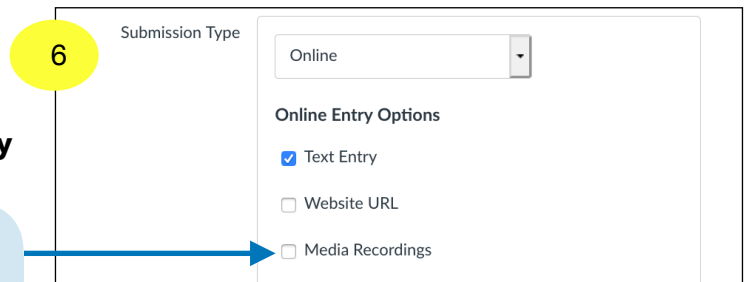 Submission Type
6
Online
Online Entry Options
y
Text Entry
Website URL
Media Recordings